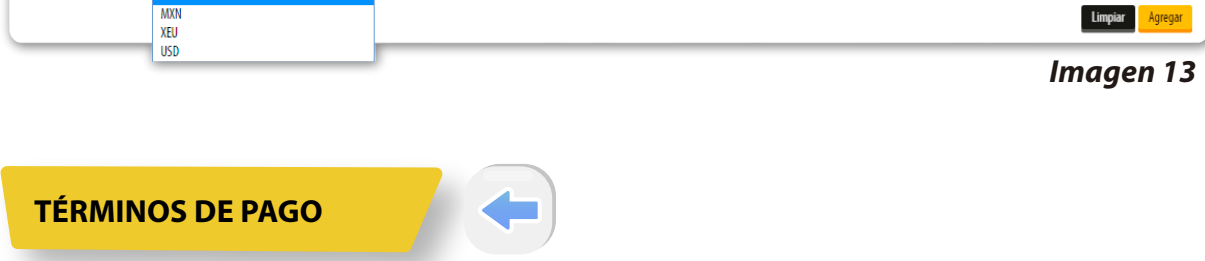 MXN
XEU
USD
Limpiar Agregar
Imagen 13
TÉRMINOS DE PAGO